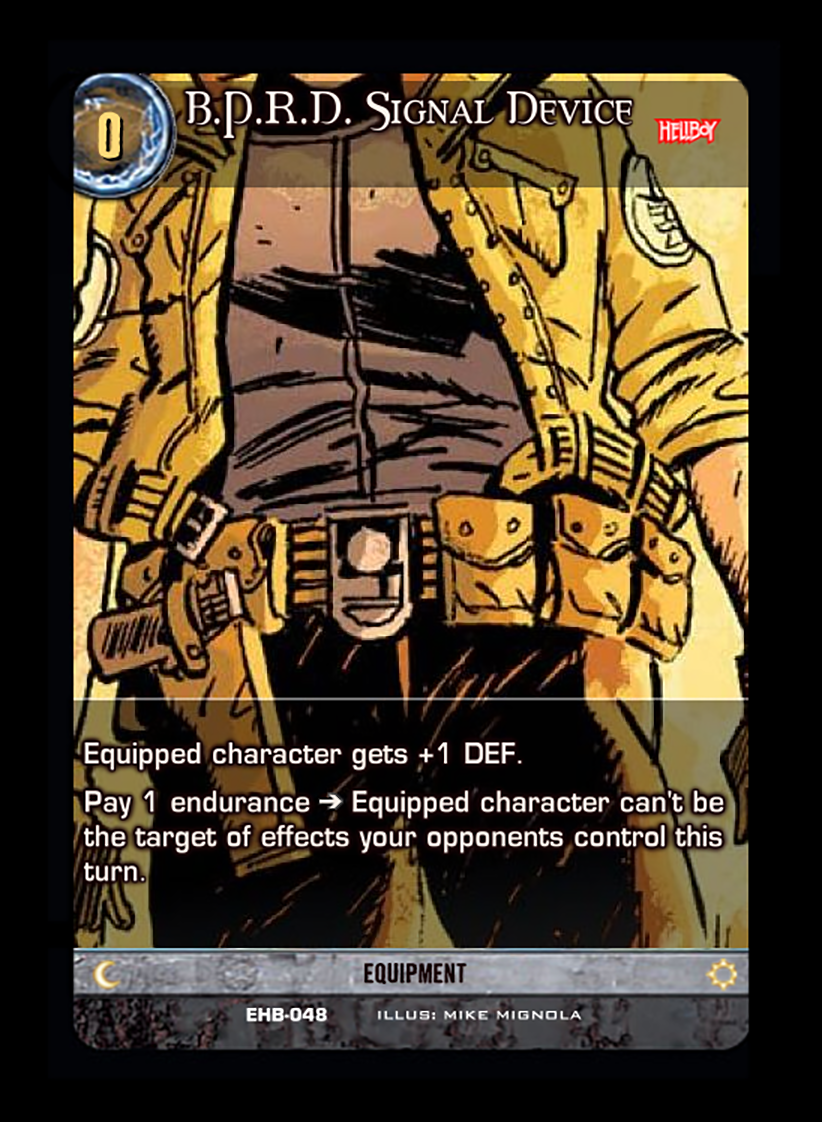 0
B.P.R.D. Signal Device
HELLBOY
Equipped character gets +1 DEF.
Pay 1 endurance → Equipped character can't be
the target of effects your opponents control this
turn.
EQUIPMENT
EHB-048 ILLUS: MIKE MIGNOLA